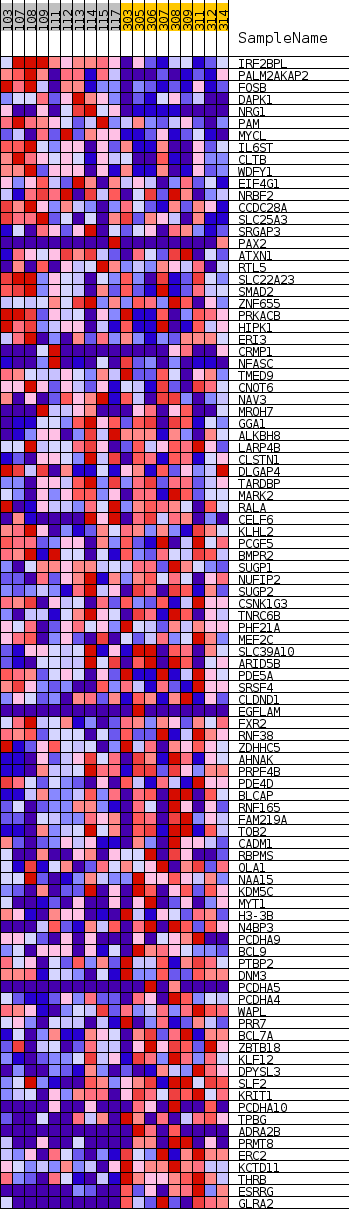 103 107 108 109 111 112 113 114 115 117 303 305 306 307 308 309 311 312 314
SampleName
IRF2BPL
PALM2AKAP2
FOSB
DAPK1
NRG1
PAM
MYCL
IL6ST
CLTB
WDFY1
EIF4G1
NRBF2
CCDC28A
SLC25A3
SRGAP3
PAX2
ATXN1
RTL5
SLC22A23
SMAD2
ZNF655
PRKACB
HIPK1
ERI3
CRMP1
NFASC
TMED9
CNOT6
NAV3
MROH7
GGA1
ALKBH8
LARP4B
CLSTN1
DLGAP4
TARDBP
MARK2
RALA
CELF6
KLHL2
PCGF5
BMPR2
SUGP1
NUFIP2
SUGP2
CSNK1G3
TNRC6B
PHF21A
MEF2C
SLC39A10
ARID5B
PDE5A
SRSF4
CLDND1
EGFLAM
FXR2
RNF38
ZDHHC5
AHNAK
PRPF4B
PDE4D
BLCAP
RNF165
FAM219A
TOB2
CADM1
RBPMS
OLA1
NAA15
KDM5C
MYT1
H3-3B
N4BP3
PCDHA9
BCL9
PTBP2
DNM3
PCDHA5
PCDHA4
WAPL
PRR7
BCL7A
ZBTB18
KLF12
DPYSL3
SLF2
KRIT1
PCDHA10
TPBG
ADRA2B
PRMT8
ERC2
KCTD11
THRB
ESRRG
GLRA2